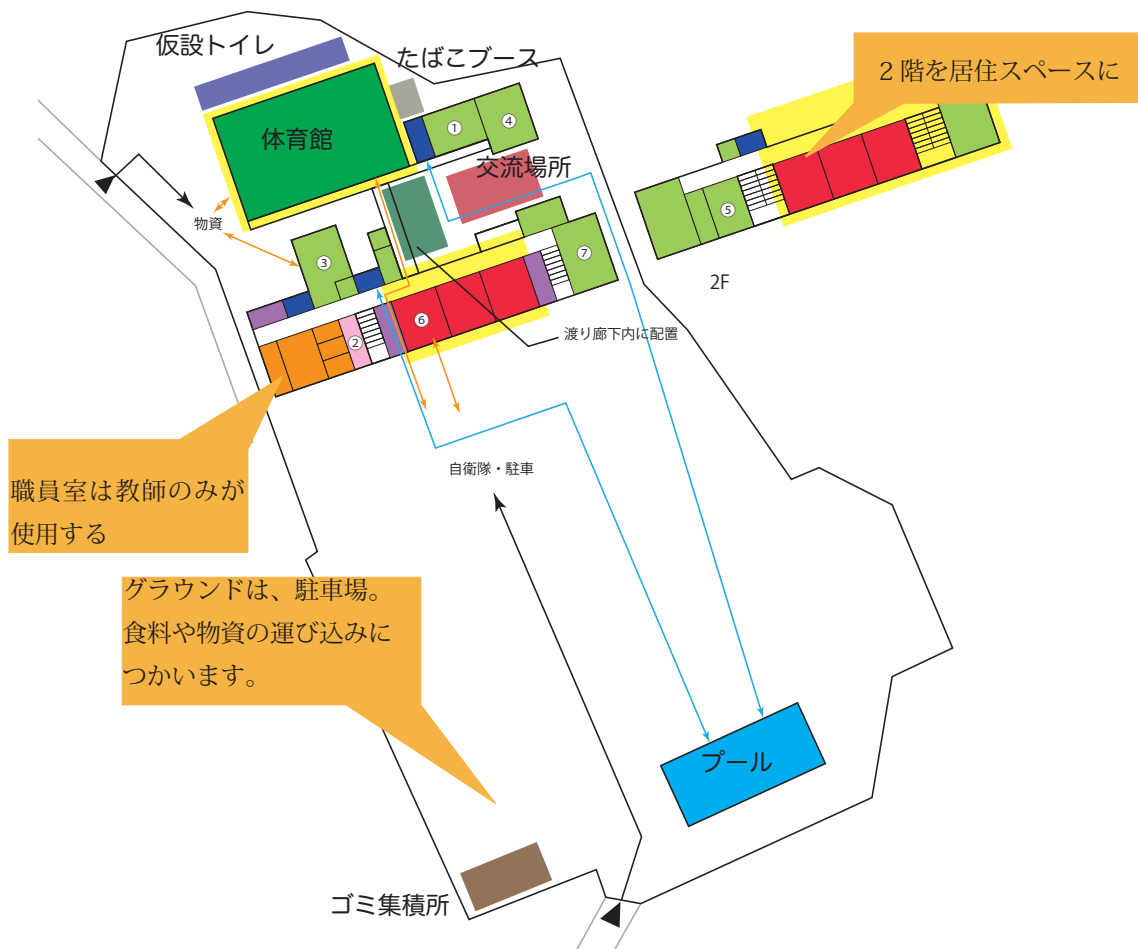 仮設トイレ
たばこブース
２階を居住スペースに
体育館
①
④
交流場所
物資
③
⑤
⑦
2F
⑥
②
渡り廊下内に配置
自衛隊・駐車
職員室は教師のみが
使用する
グラウンドは、駐車場。
食料や物資の運び込みに
つかいます。
プール
ゴミ集積所